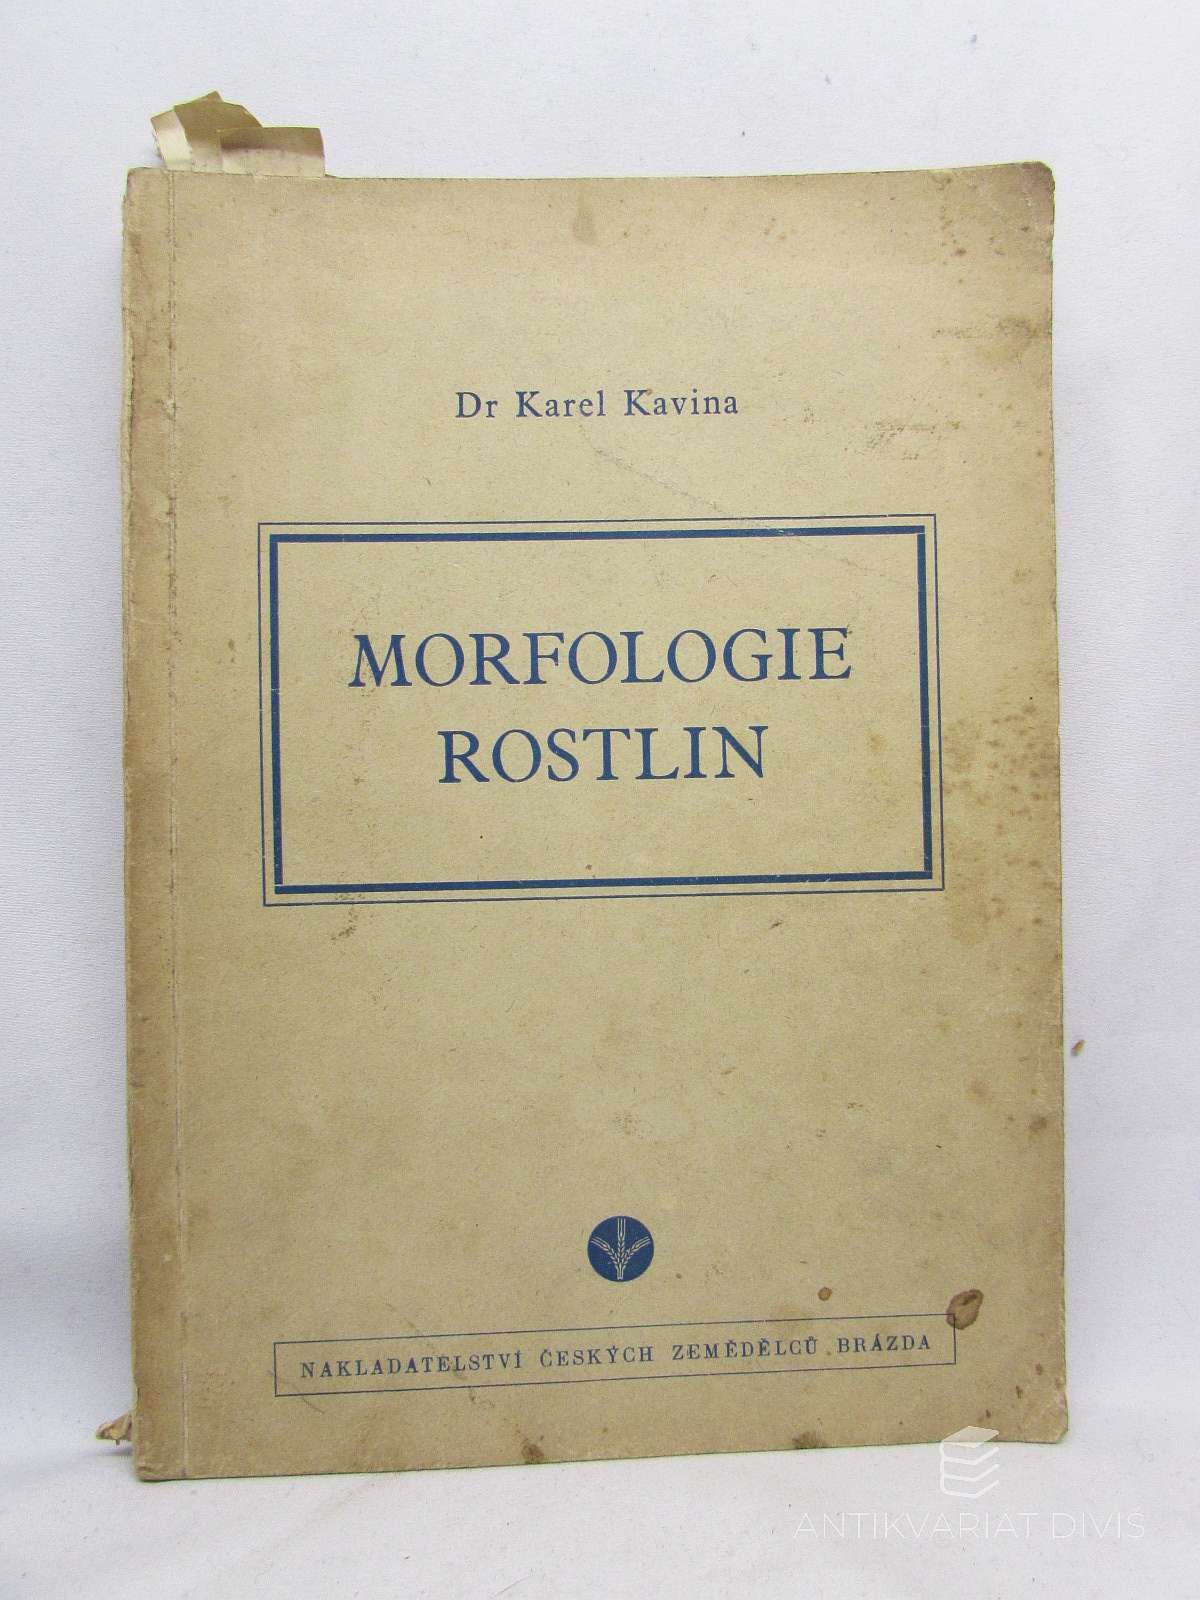 Dr Karel Kavina
MORFOLOGIE
ROSTLIN
NAKLADATELSTVÍ ČESKÝCH ZEMĚDĚLCŮ BRÁZDA
ANTIKVARIÁT DIVIŠ